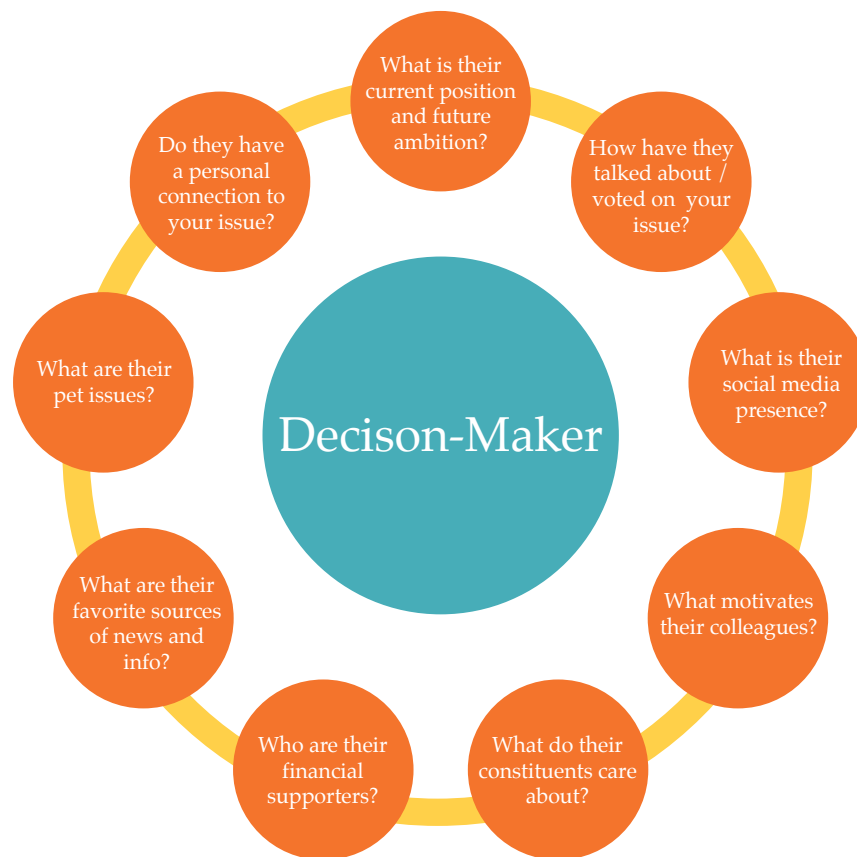 What is their
current position
and future
ambition?
How have they
talked about /
voted on your
issue?
What is their
social media
presence?
What motivates
their colleagues?
What do their
constituents care
about?
Who are their
financial
supporters?
What are their
favorite sources
of news and
info?
What are their
pet issues?
Do they have
a personal
connection to
your issue?
Decison-Maker